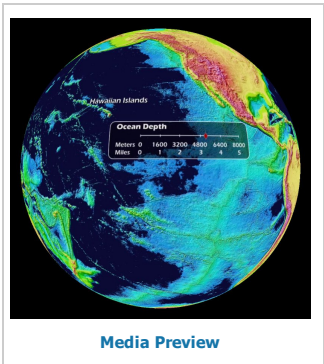 Hawaiian Islands
Ocean Depth
Meters 0 1600 3200 4800 6400 8000
Miles 0 1 2 3 4 5
Media Preview